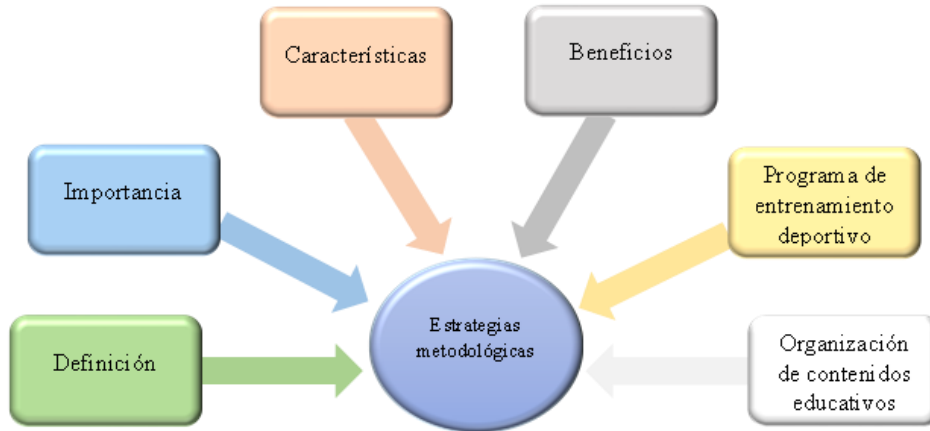 Características
Beneficios
Importancia
Programa de
entrenamiento
deportivo
Definición
Estrategias
metodológicas
Organización
de contenidos
educativos